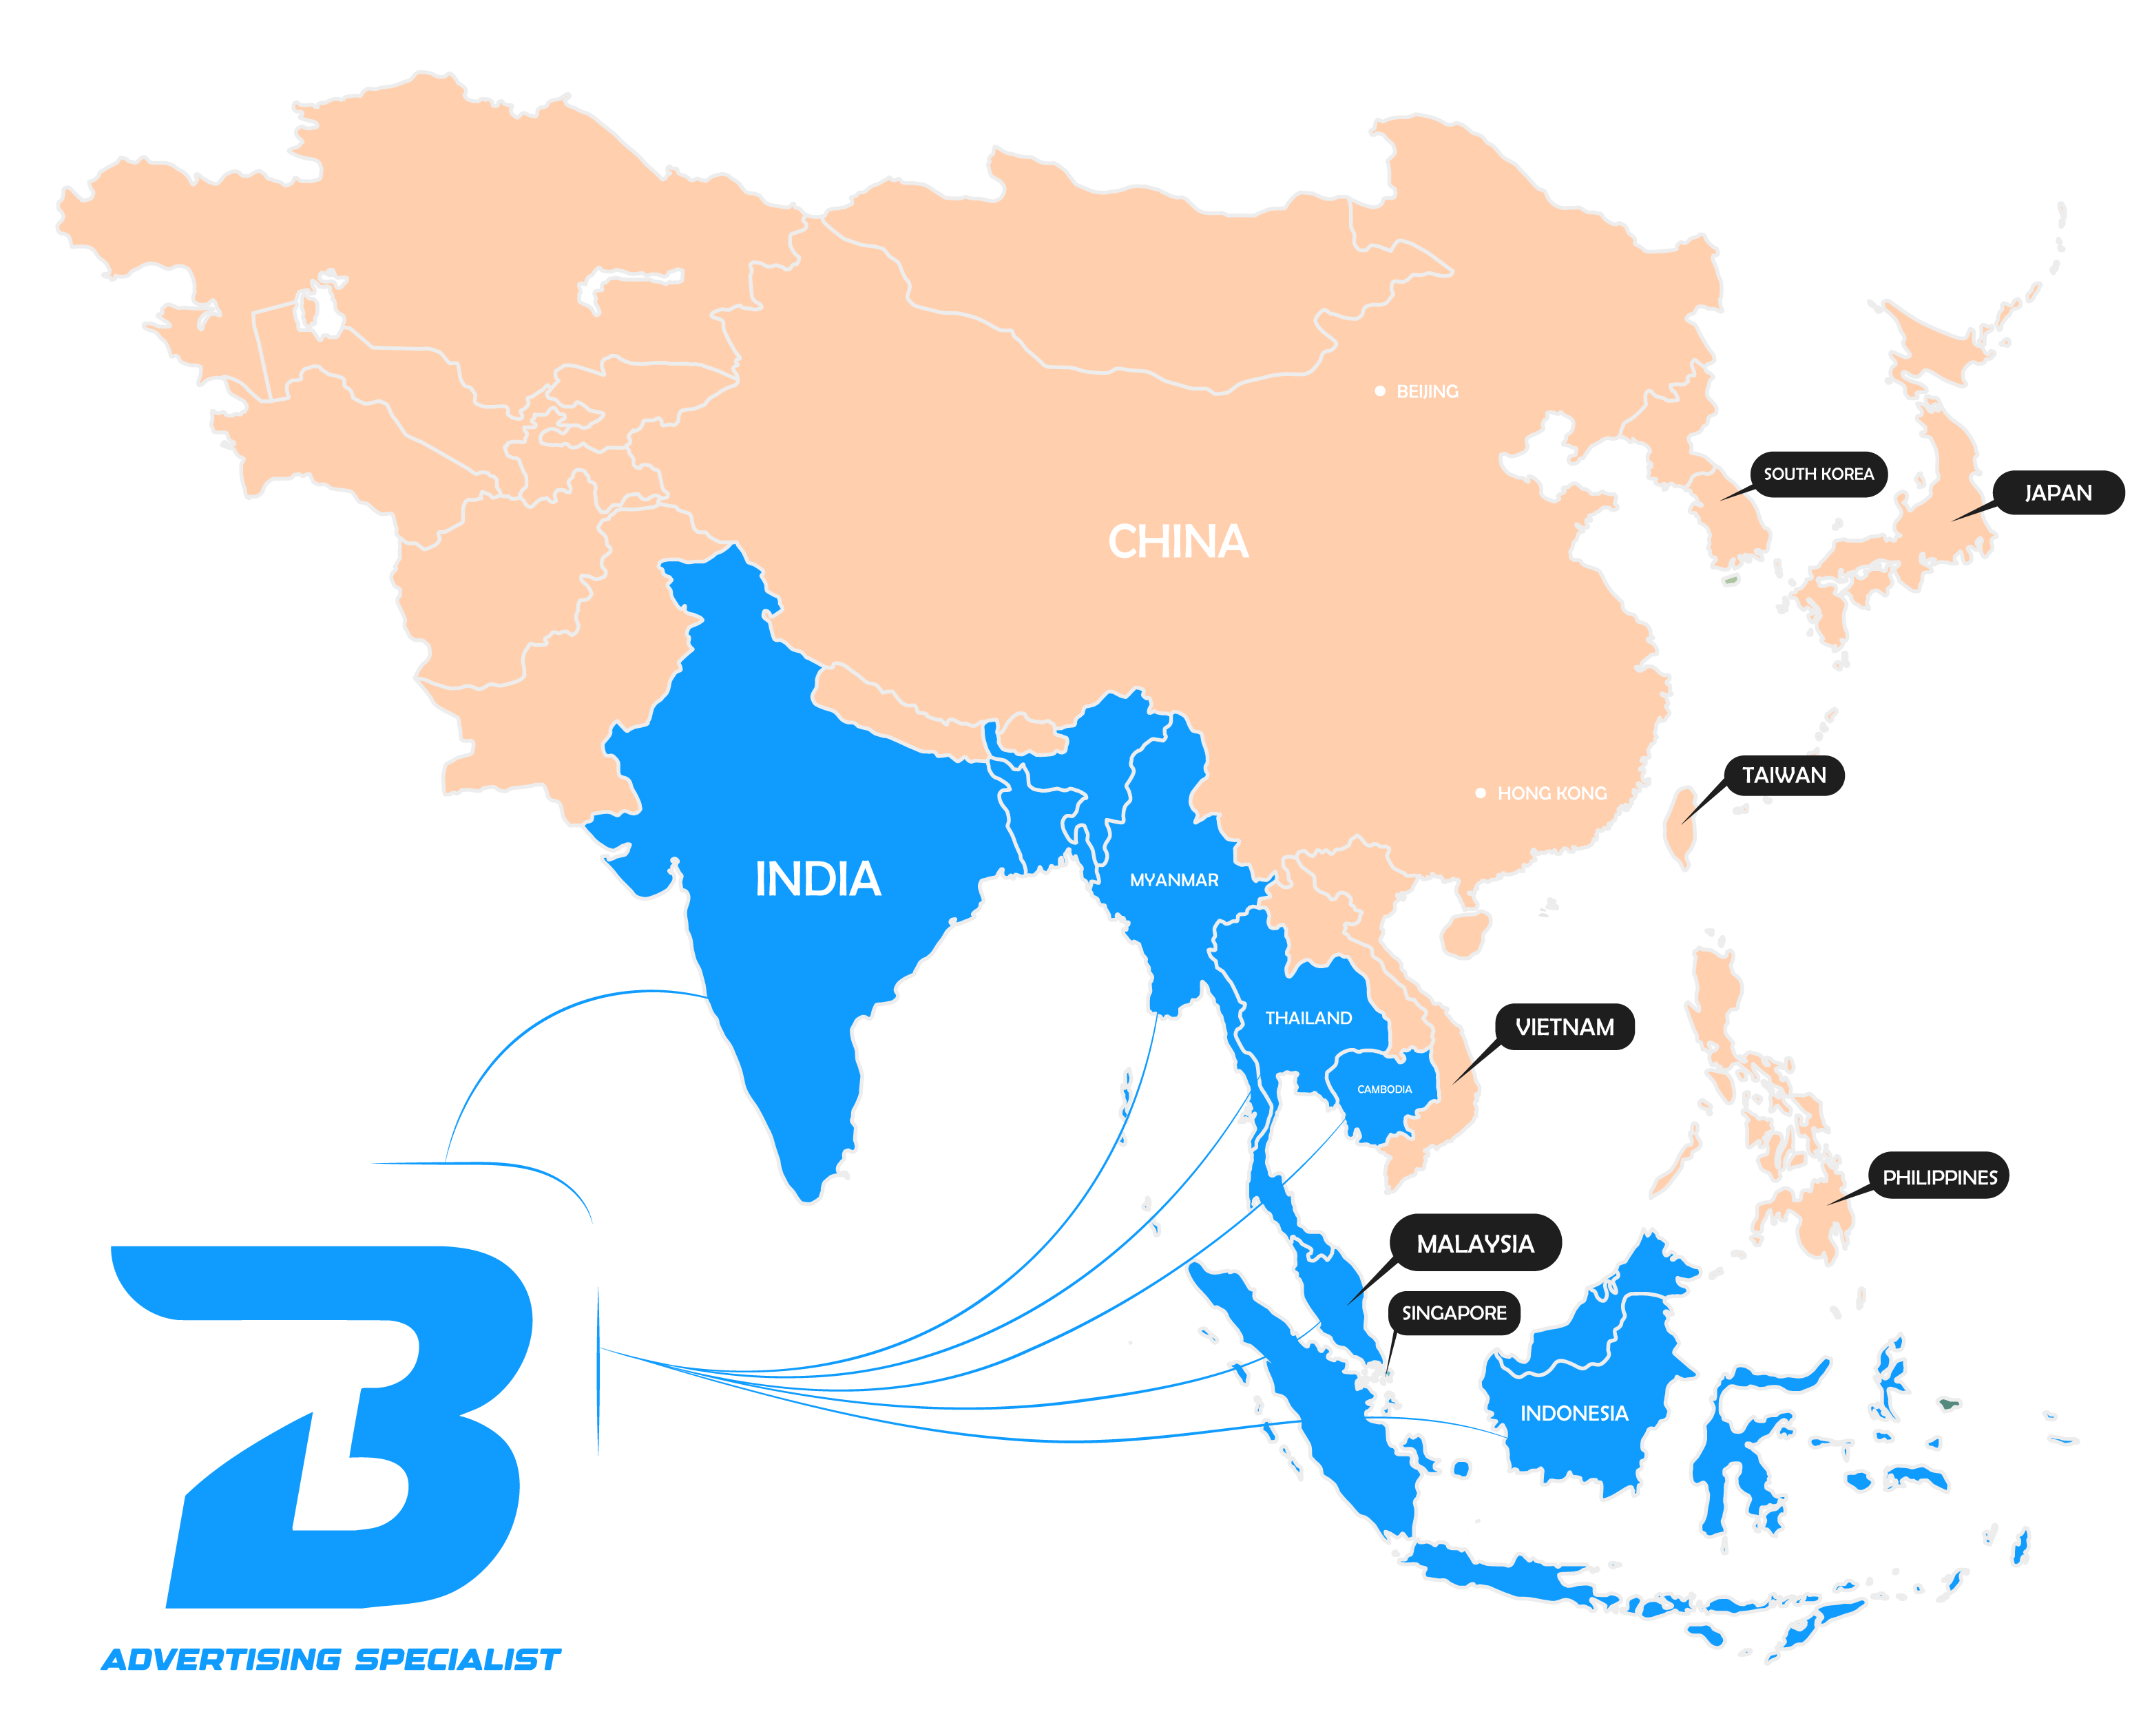 BEIJING
SOUTH KOREA
JAPAN
CHINA
TAIWAN
HONG KONG
INDIA
MYANMAR
THAILAND
VIETNAM
CAMBODIA
PHILIPPINES
MALAYSIA
SINGAPORE
INDONESIA
B
ADVERTISING SPECIALIST